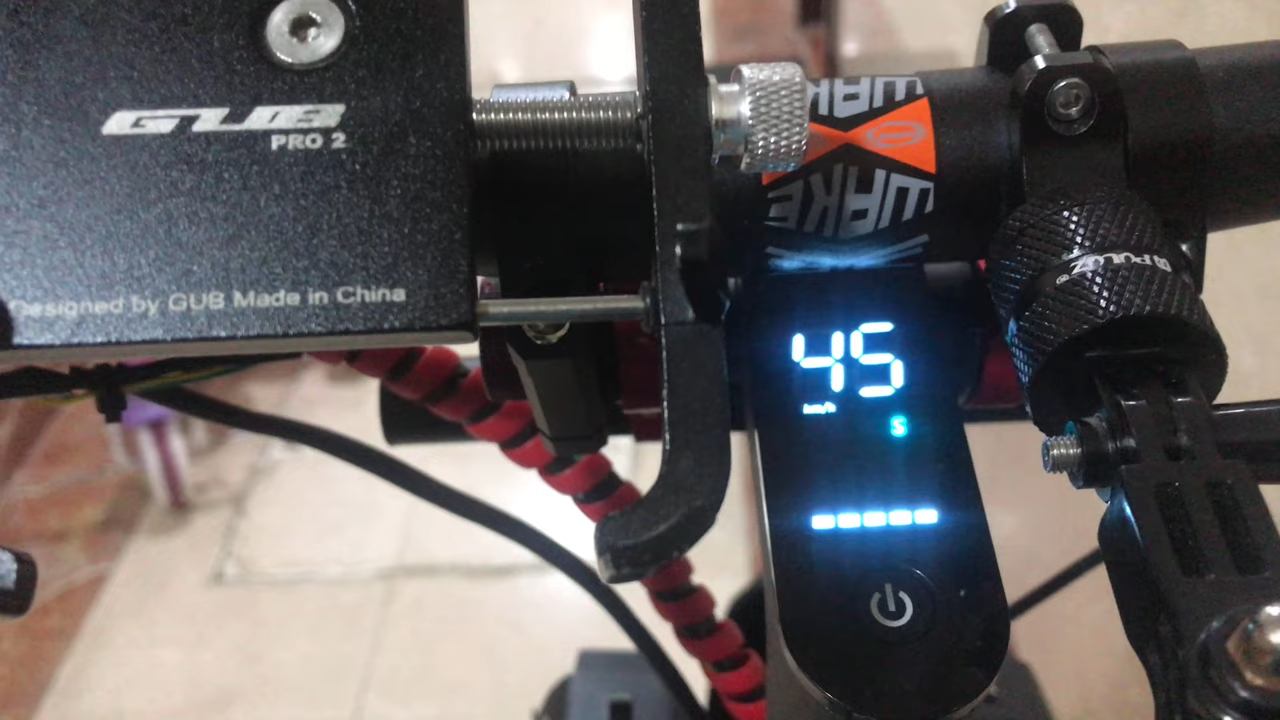 GUB
PRO 2
Designed by GUB Made in China
WAKE
WAKE
PULUZ®
45
km/h
S